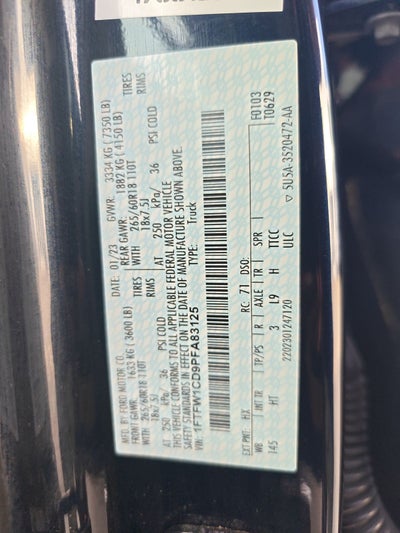 MFD. BY FORD MOTOR CO.
DATE: 01/23 GVWR: 3334 KG ( 7350 LB)
FRONT GAWR: 1633 KG ( 3600 LB) REAR GAWR: 1882 KG ( 4150 LB)
WITH 265/60R18 110T TIRES WITH 265/60R18 110T TIRES
18x7.5J RIMS 18x7.5J RIMS
AT 250 kPa/ 36 PSI COLD AT 250 kPa/ 36 PSI COLD
THIS VEHICLE CONFORMS TO ALL APPLICABLE FEDERAL MOTOR VEHICLE
SAFETY STANDARDS IN EFFECT ON THE DATE OF MANUFACTURE SHOWN ABOVE.
VIN: 1FTFW1CD9PFA83125
Truck
F0103
T0629
EXT PNT: HX RC: 71 DSO:
WB INT TR TP/PS R AXLE TR SPR
145 HT 3 L9 H TTCC
2202301247120 ULC
▽ 5U5A-3520472-AA